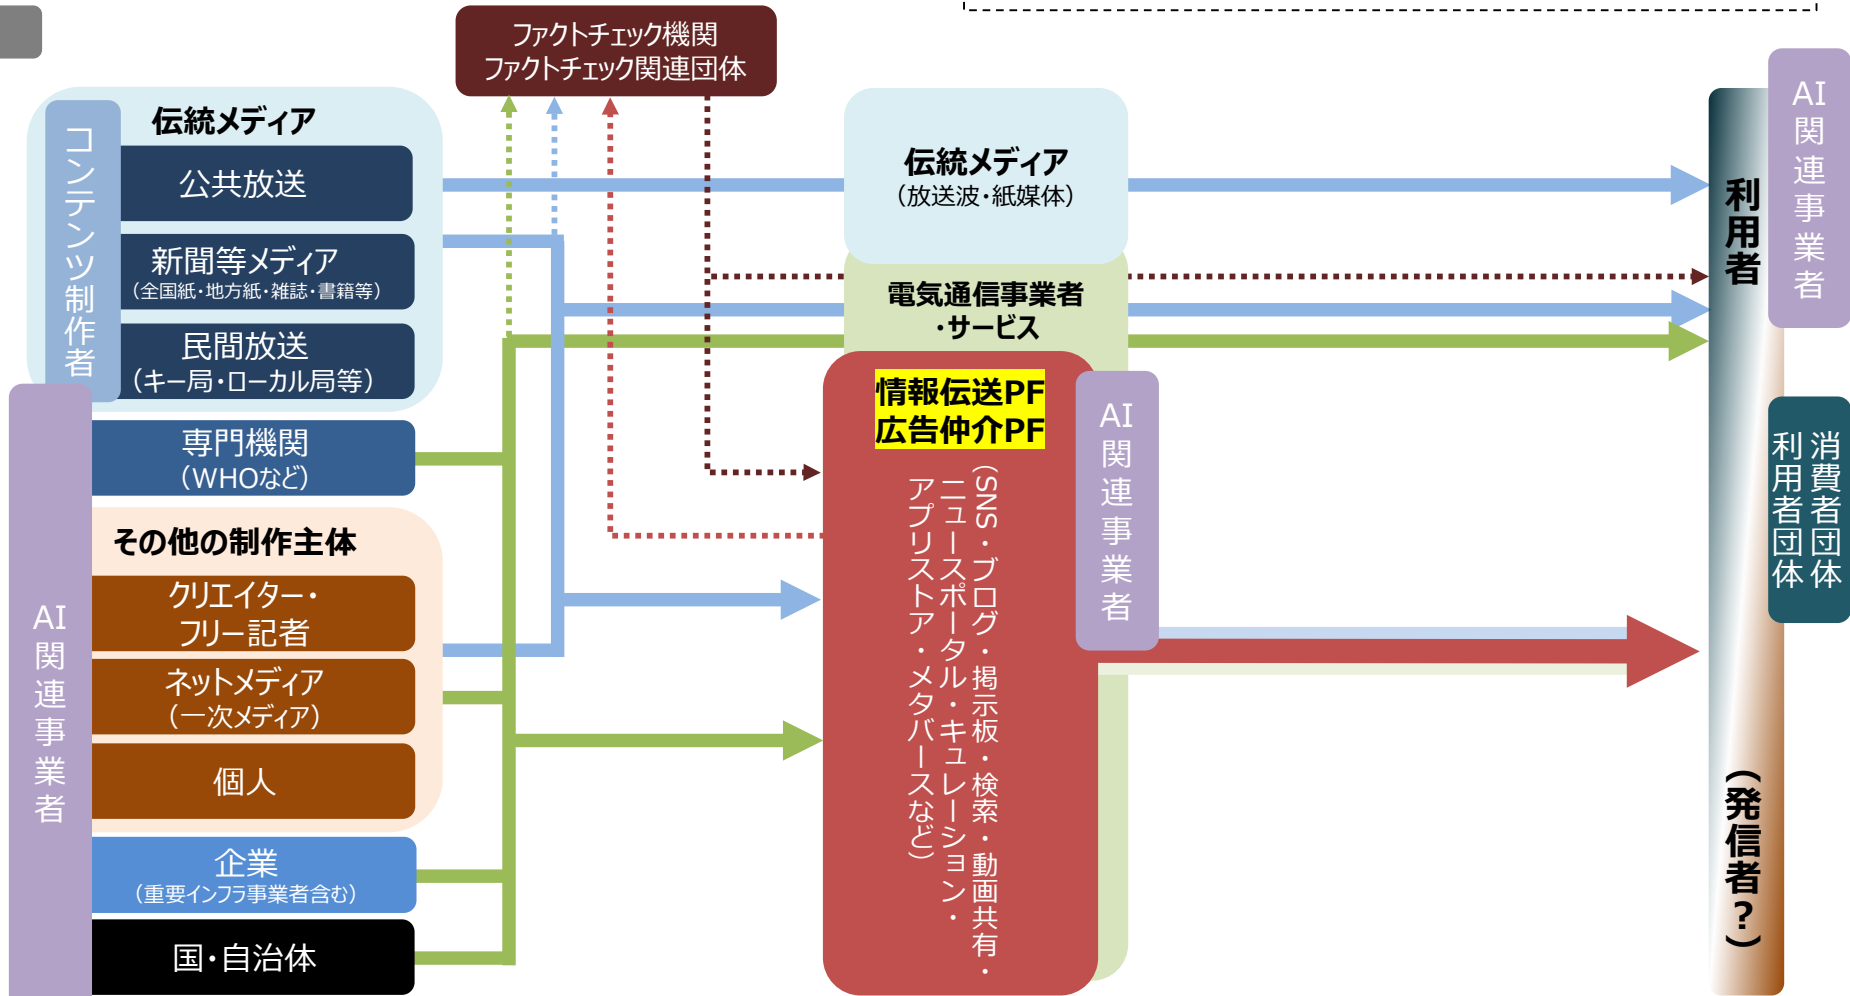 ファクトチェック機関
ファクトチェック関連団体
伝統メディア
コンテンツ制作者
公共放送
新聞等メディア
（全国紙・地方紙・雑誌・書籍等）
民間放送
（キー局・ローカル局等）
専門機関
（WHOなど）
その他の制作主体
クリエイター・
フリー記者
ネットメディア
（一次メディア）
個人
企業
（重要インフラ事業者含む）
国・自治体
AI関連事業者
伝統メディア
（放送波・紙媒体）
電気通信事業者
・サービス
情報伝送PF
広告仲介PF
（SNS・ブログ・掲示板・検索・動画共有・
ニュースポータル・キュレーション・
アプリストア・メタバースなど）
AI関連事業者
利用者
（発信者？）
AI関連事業者
消費者団体
利用者団体